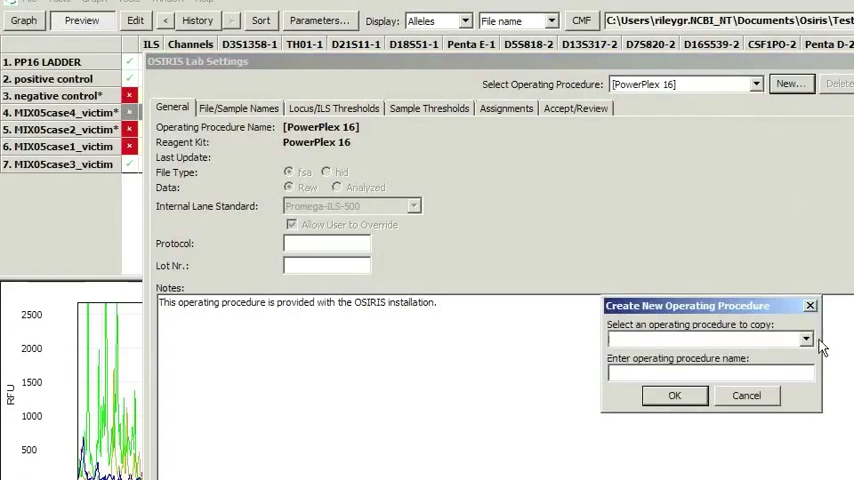 Graph Preview Edit < History > Sort Parameters... Display: Alleles File name CMF C:\Users\rileygr.NCBI_NT\Documents\Osiris\Test
ILS Channels D3S1358-1 TH01-1 D21S11-1 D18S51-1 Penta E-1 D5S818-2 D13S317-2 D7S820-2 D16S539-2 CSF1PO-2 Penta D-2
1. PP16 LADDER
2. positive control
3. negative control*
4. MIX05case4_victim*
5. MIX05case2_victim*
6. MIX05case1_victim
7. MIX05case3_victim
OSIRIS Lab Settings
Select Operating Procedure: [PowerPlex 16] New... Delete
General File/Sample Names Locus/ILS Thresholds Sample Thresholds Assignments Accept/Review
Operating Procedure Name: [PowerPlex 16]
Reagent Kit: PowerPlex 16
Last Update:
File Type: fsa hid
Data: Raw Analyzed
Internal Lane Standard: Promega-ILS-500
Allow User to Override
Protocol:
Lot Nr.:
Notes:
This operating procedure is provided with the OSIRIS installation.
Create New Operating Procedure
Select an operating procedure to copy:
Enter operating procedure name:
OK Cancel
RFU
2500
2000
1500
1000
500